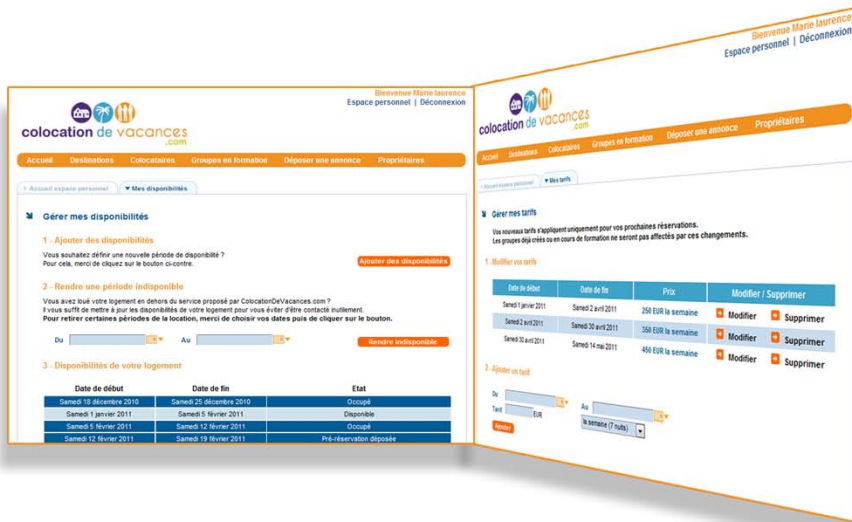 Bienvenue Marie laurence
Espace personnel | Déconnexion
colocation de vacances
.com
Accueil Destinations Colocataires Groupes en formation Déposer une annonce Propriétaires
Accueil espace personnel Mes disponibilités
Gérer mes disponibilités
1 - Ajouter des disponibilités
Vous souhaitez définir une nouvelle période de disponibilité ?
Pour cela, merci de cliquez sur le bouton ci-contre.
Ajouter des disponibilités
2 - Rendre une période indisponible
Vous avez loué votre logement en dehors du service proposé par ColocationDeVacances.com ?
Il vous suffit de mettre à jour les disponibilités de votre logement pour vous éviter d'être contacté inutilement.
Pour retirer certaines périodes de la location, merci de choisir vos dates puis de cliquer sur le bouton.
Du Au Rendre indisponible
3 - Disponibilités de votre logement
Date de début Date de fin Etat
Samedi 18 décembre 2010 Samedi 25 décembre 2010 Occupé
Samedi 1 janvier 2011 Samedi 5 février 2011 Disponible
Samedi 5 février 2011 Samedi 12 février 2011 Occupé
Samedi 12 février 2011 Samedi 19 février 2011 Pré-réservation déposée
Bienvenue Marie laurence
Espace personnel | Déconnexion
colocation de vacances
.com
Accueil Destinations Colocataires Groupes en formation Déposer une annonce Propriétaires
Accueil espace personnel Mes tarifs
Gérer mes tarifs
Vos nouveaux tarifs s'appliquent uniquement pour vos prochaines réservations.
Les groupes déjà créés ou en cours de formation ne seront pas affectés par ces changements.
1 - Modifier vos tarifs
Date de début Date de fin Prix Modifier / Supprimer
Samedi 1 janvier 2011 Samedi 2 avril 2011 250 EUR la semaine Modifier Supprimer
Samedi 2 avril 2011 Samedi 30 avril 2011 350 EUR la semaine Modifier Supprimer
Samedi 30 avril 2011 Samedi 14 mai 2011 450 EUR la semaine Modifier Supprimer
2 - Ajouter un tarif
Du Au
Tarif EUR la semaine (7 nuits)
Ajouter